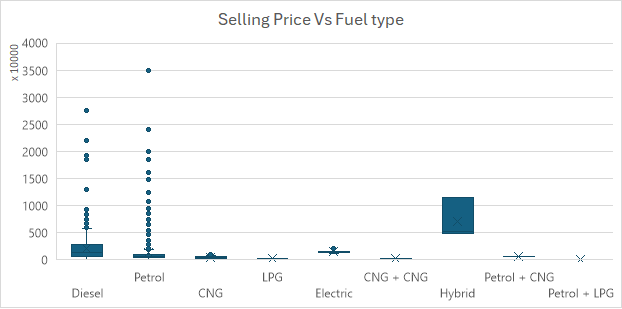 Selling Price Vs Fuel type
x 10000
4000
3500
3000
2500
2000
1500
1000
500
0
Petrol LPG CNG + CNG Petrol + CNG
Diesel CNG Electric Hybrid Petrol + LPG